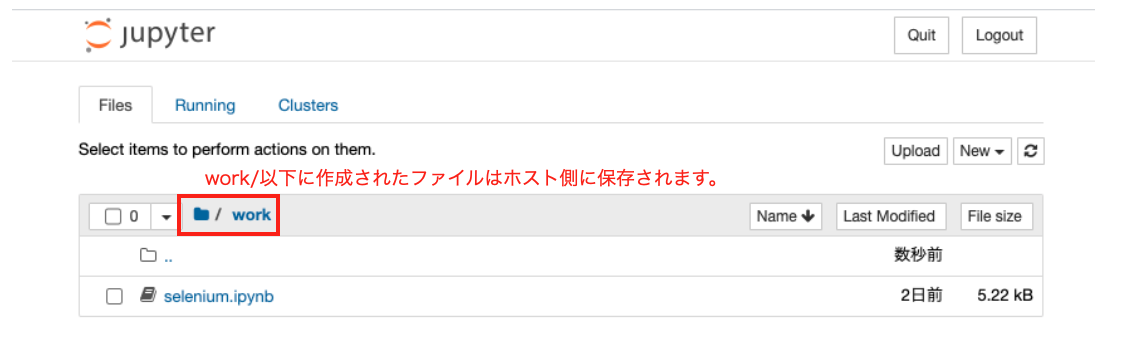 jupyter Quit Logout
Files Running Clusters
Select items to perform actions on them. Upload New
work/以下に作成されたファイルはホスト側に保存されます。
0 / work Name Last Modified File size
.. 数秒前
selenium.ipynb 2日前 5.22 kB